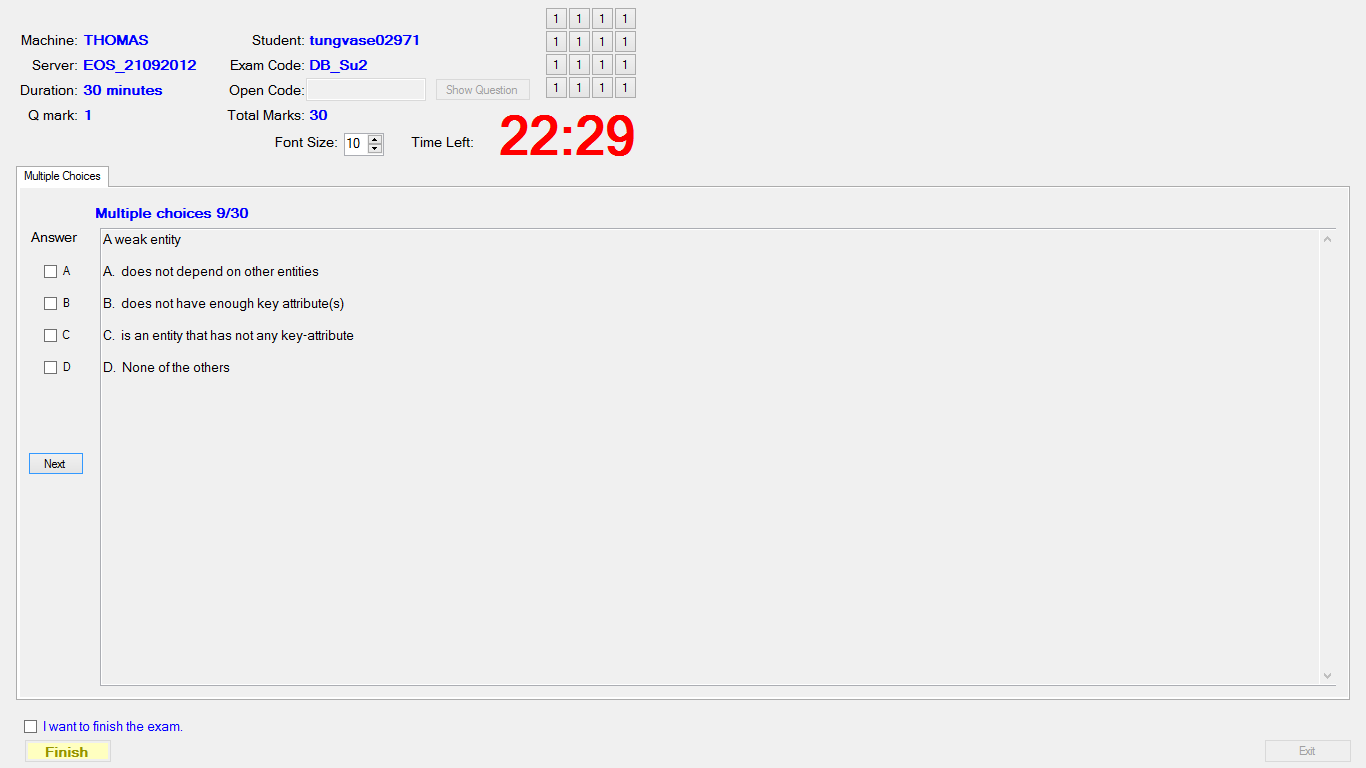 1 1 1 1
Machine: THOMAS Student: tungvase02971
1 1 1 1
Server: EOS_21092012 Exam Code: DB_Su2
1 1 1 1
Duration: 30 minutes Open Code: Show Question
1 1 1 1
Q mark: 1 Total Marks: 30
Font Size: 10 Time Left: 22:29
Multiple Choices
Multiple choices 9/30
Answer
A weak entity
A A. does not depend on other entities
B B. does not have enough key attribute(s)
C C. is an entity that has not any key-attribute
D D. None of the others
Next
I want to finish the exam.
Finish Exit